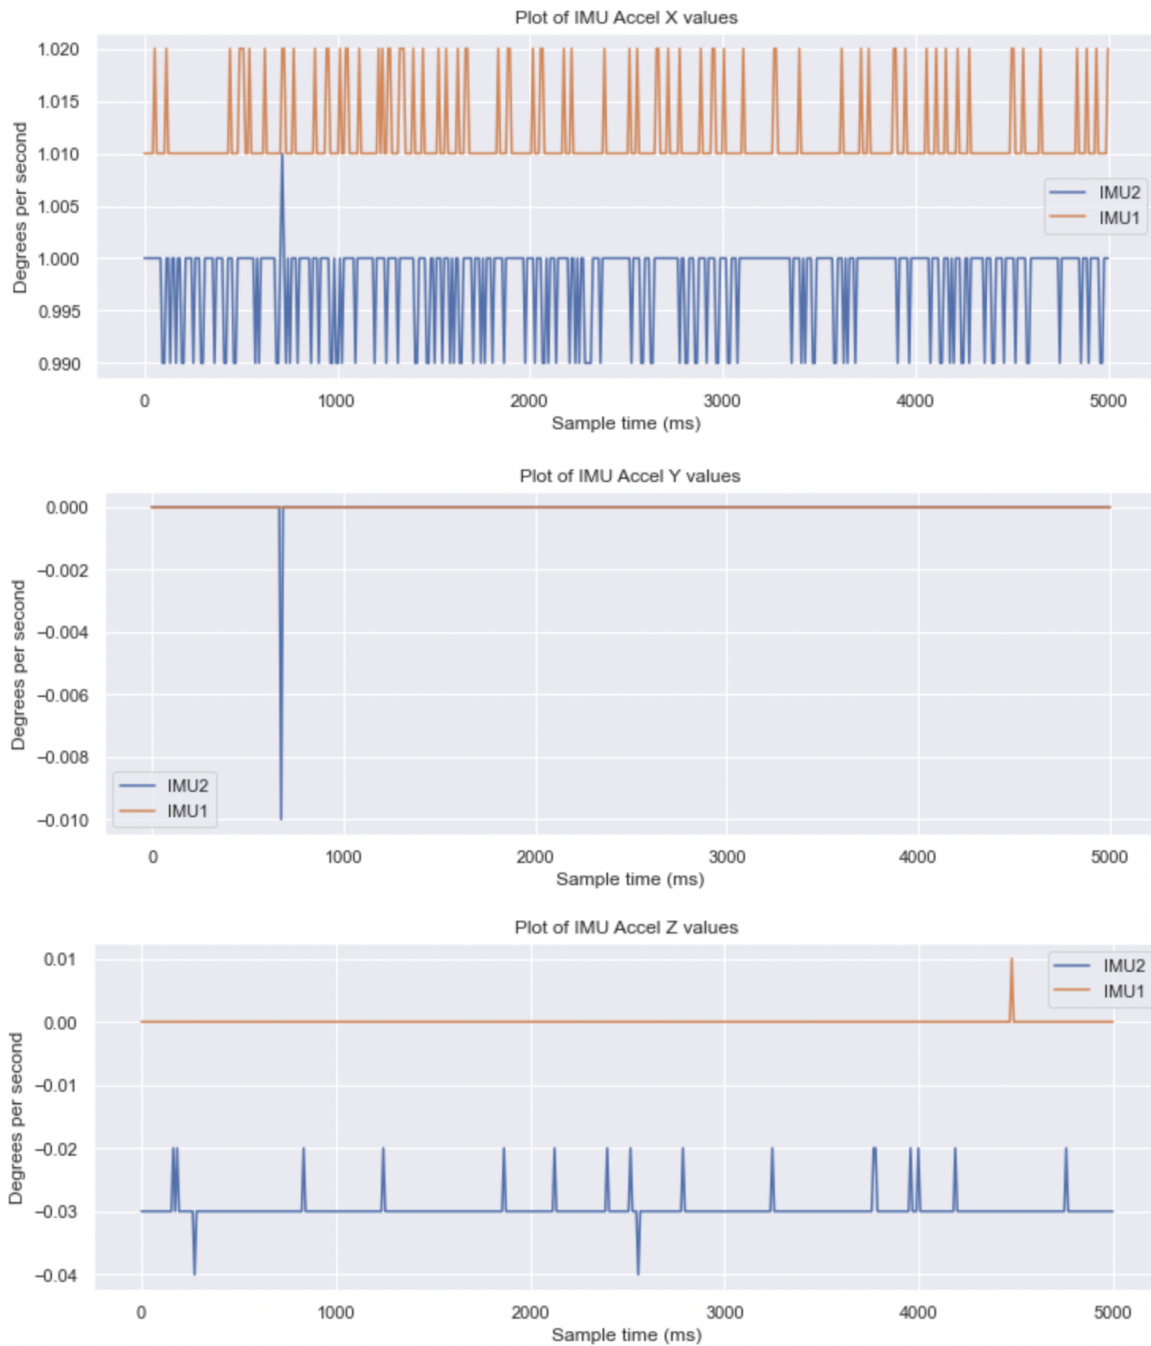 Plot of IMU Accel X values
1.020
1.015
1.010
1.005
1.000
0.995
0.990
Degrees per second
IMU2
IMU1
0 1000 2000 3000 4000 5000
Sample time (ms)
Plot of IMU Accel Y values
0.000
−0.002
−0.004
−0.006
−0.008
−0.010
Degrees per second
IMU2
IMU1
0 1000 2000 3000 4000 5000
Sample time (ms)
Plot of IMU Accel Z values
0.01
0.00
−0.01
−0.02
−0.03
−0.04
Degrees per second
IMU2
IMU1
0 1000 2000 3000 4000 5000
Sample time (ms)